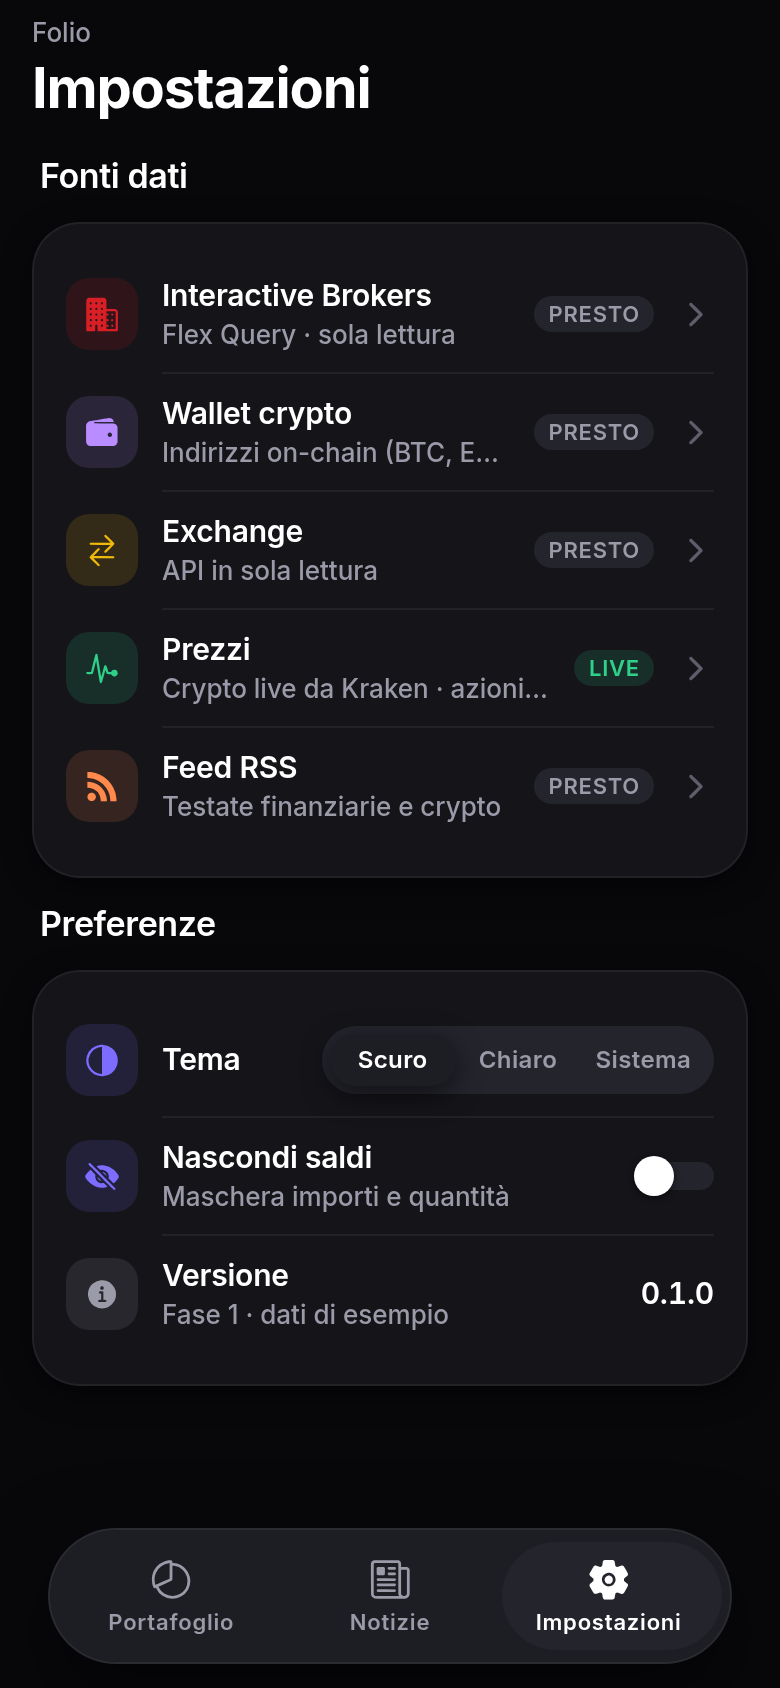 Folio
Impostazioni
Fonti dati
Interactive Brokers
Flex Query · sola lettura
PRESTO
Wallet crypto
Indirizzi on-chain (BTC, E...
PRESTO
Exchange
API in sola lettura
PRESTO
Prezzi
Crypto live da Kraken · azioni...
LIVE
Feed RSS
Testate finanziarie e crypto
PRESTO
Preferenze
Tema
Scuro Chiaro Sistema
Nascondi saldi
Maschera importi e quantità
Versione
Fase 1 · dati di esempio
0.1.0
Portafoglio Notizie Impostazioni